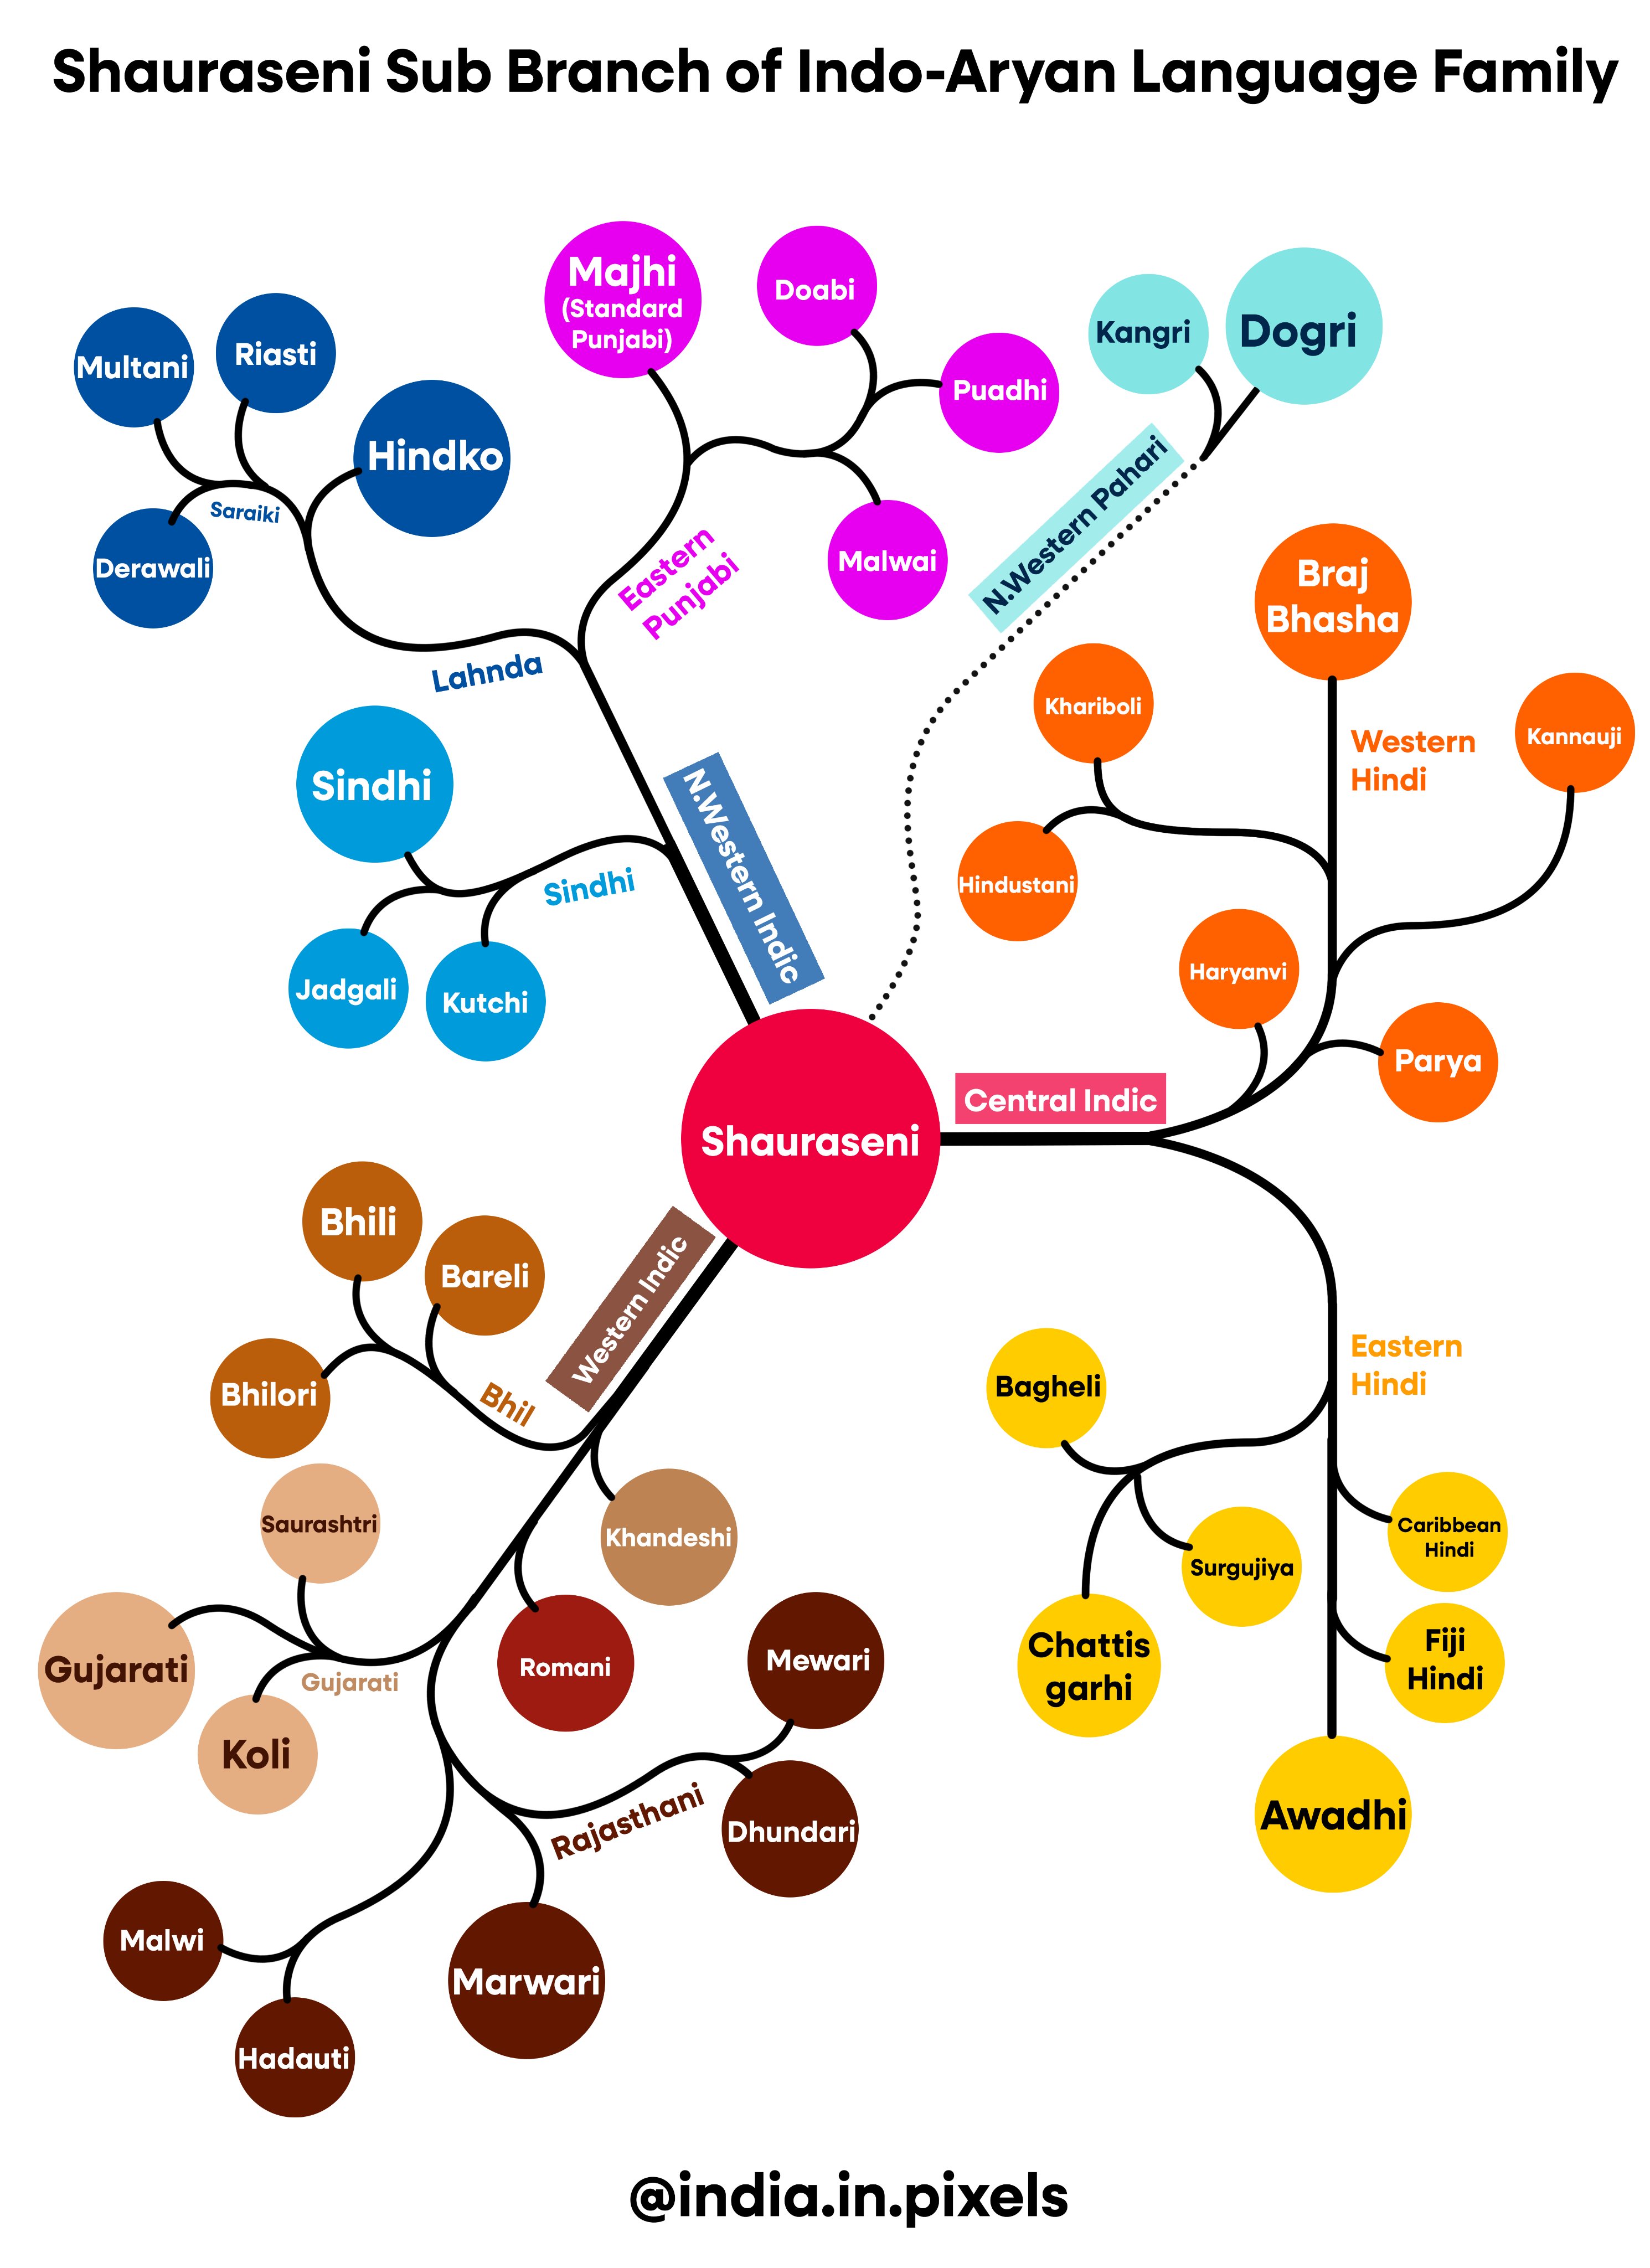 Shauraseni Sub Branch of Indo-Aryan Language Family
Majhi
(Standard
Punjabi)
Doabi
Puadhi
Malwai
Eastern
Punjabi
Multani
Riasti
Hindko
Saraiki
Derawali
Lahnda
Kangri
Dogri
N.Western Pahari
Sindhi
Sindhi
Jadgali
Kutchi
N.Western Indic
Braj
Bhasha
Khariboli
Western
Hindi
Kannauji
Hindustani
Haryanvi
Parya
Central Indic
Shauraseni
Bhili
Bareli
Bhilori
Bhil
Western Indic
Saurashtri
Khandeshi
Gujarati
Gujarati
Koli
Romani
Mewari
Dhundari
Rajasthani
Marwari
Malwi
Hadauti
Eastern
Hindi
Bagheli
Surgujiya
Chattis
garhi
Caribbean
Hindi
Fiji
Hindi
Awadhi
@india.in.pixels